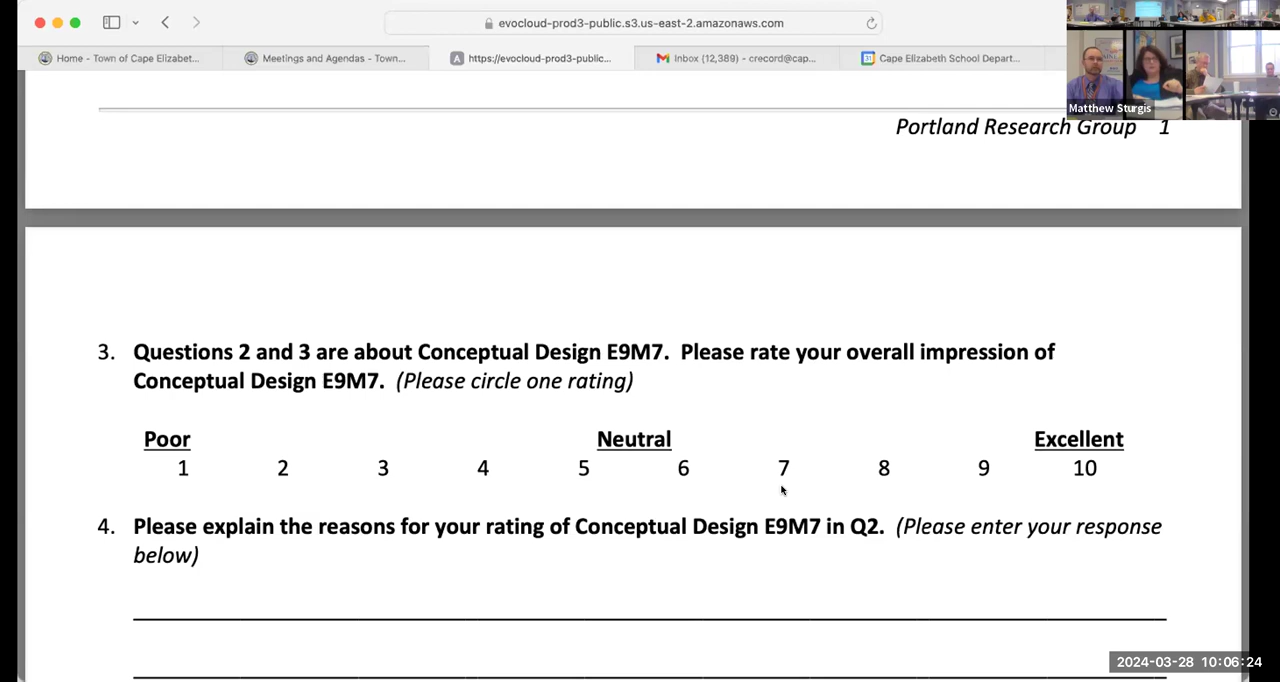 evocloud-prod3-public.s3.us-east-2.amazonaws.com
Home - Town of Cape Elizabet...
Meetings and Agendas - Town...
https://evocloud-prod3-public...
Inbox (12,389) - crecord@cap...
Cape Elizabeth School Depart...
Matthew Sturgis
Portland Research Group 1
3. Questions 2 and 3 are about Conceptual Design E9M7. Please rate your overall impression of
Conceptual Design E9M7. (Please circle one rating)
Poor Neutral Excellent
1 2 3 4 5 6 7 8 9 10
4. Please explain the reasons for your rating of Conceptual Design E9M7 in Q2. (Please enter your response
below)
2024-03-28 10:06:24